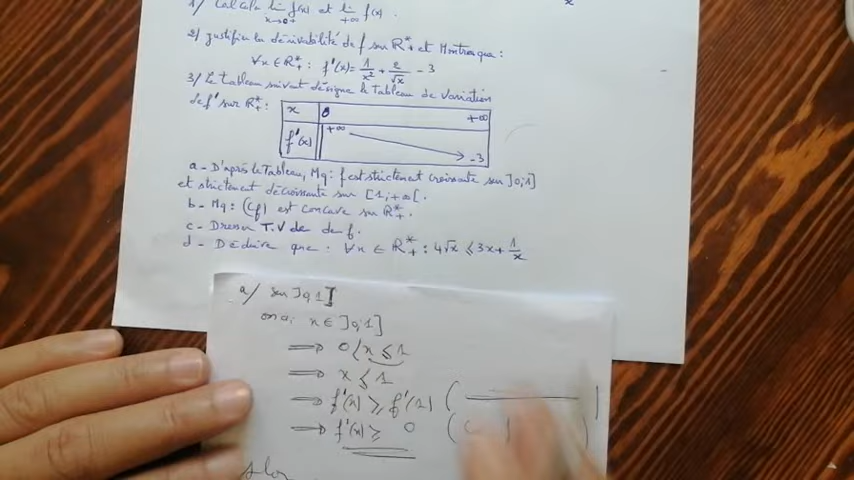 x
1/ Calculer lim f(x) et lim f(x).
x→0+ +∞
2/ Justifier la dérivabilité de f sur R*+ et Montrer que :
∀x ∈ R*+ : f'(x) = 1/x² + 2/√x - 3
3/ Le tableau suivant désigne le Tableau de Variation
de f' sur R*+ :
x 0 +∞
f'(x) +∞ -3
a - D'après le Tableau, Mq : f est strictement croissante sur ]0;1]
et strictement décroissante sur [1;+∞[.
b - Mq : (Cf) est concave sur R*+.
c - Dresser T.V de f.
d - Déduire que : ∀x ∈ R*+ : 4√x ≤ 3x + 1/x
a/ sur ]0;1]
on a, x ∈ ]0;1]
⟹ 0 < x ≤ 1
⟹ x ≤ 1
⟹ f'(x) ≥ f'(1) (
⟹ f'(x) ≥ 0 (
alors